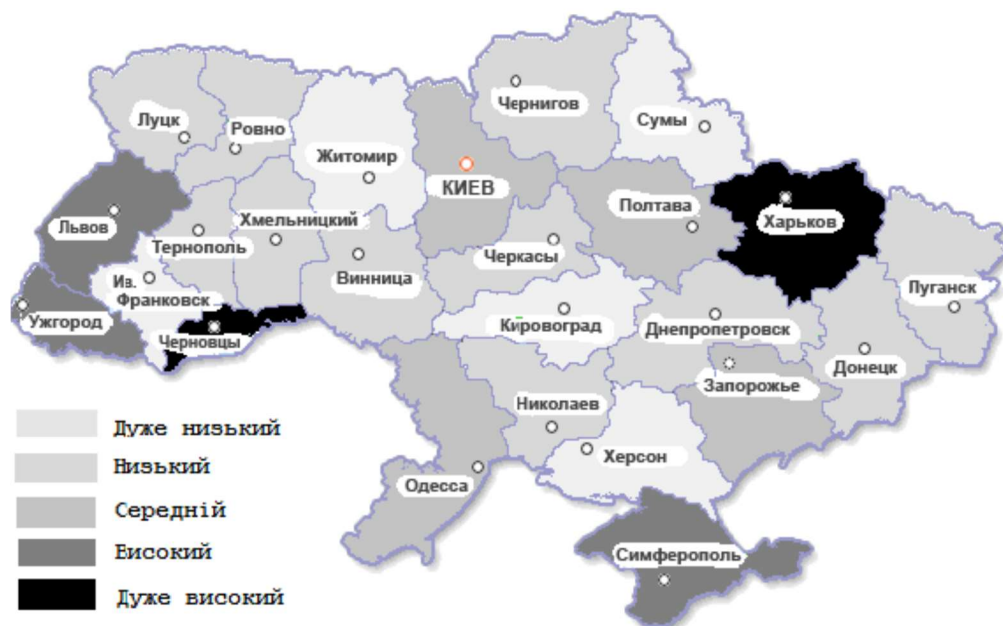 Чернигов
Луцк
Ровно
Сумы
Житомир
КИЕВ
Львов
Полтава
Харьков
Хмельницкий
Тернополь
Черкасы
Винница
Ив.
Франковск
Луганск
Ужгород
Кировоград
Днепропетровск
Черновцы
Донецк
Запорожье
Николаев
Херсон
Одесса
Симферополь
Дуже низький
Низький
Середній
Високий
Дуже високий